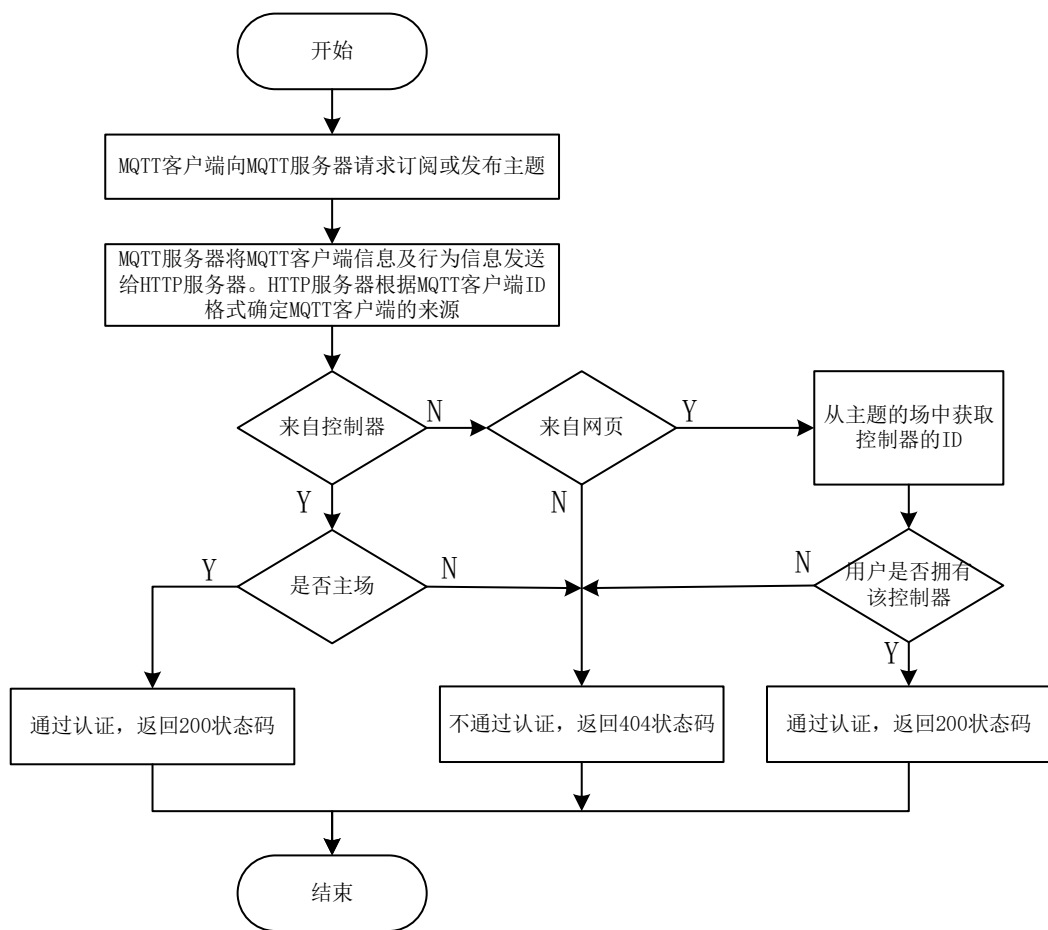 开始
MQTT客户端向MQTT服务器请求订阅或发布主题
MQTT服务器将MQTT客户端信息及行为信息发送
给HTTP服务器。HTTP服务器根据MQTT客户端ID
格式确定MQTT客户端的来源
来自控制器
N
来自网页
Y
从主题的场中获取
控制器的ID
Y
N
Y
是否主场
N
N
用户是否拥有
该控制器
Y
通过认证，返回200状态码
不通过认证，返回404状态码
通过认证，返回200状态码
结束